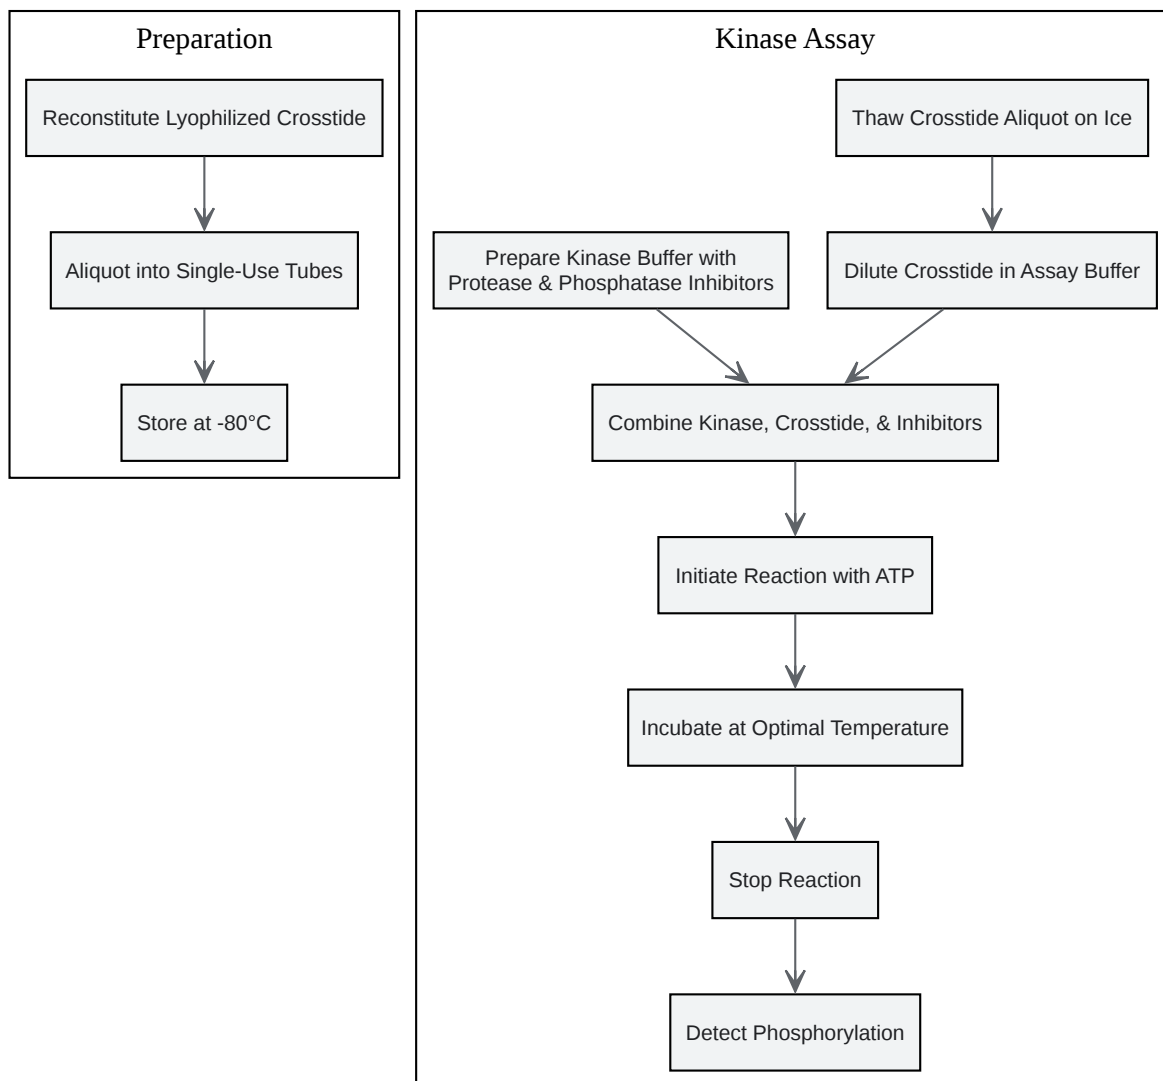 Preparation
Reconstitute Lyophilized Crosstide
Aliquot into Single-Use Tubes
Store at -80°C
Kinase Assay
Thaw Crosstide Aliquot on Ice
Prepare Kinase Buffer with
Protease & Phosphatase Inhibitors
Dilute Crosstide in Assay Buffer
Combine Kinase, Crosstide, & Inhibitors
Initiate Reaction with ATP
Incubate at Optimal Temperature
Stop Reaction
Detect Phosphorylation